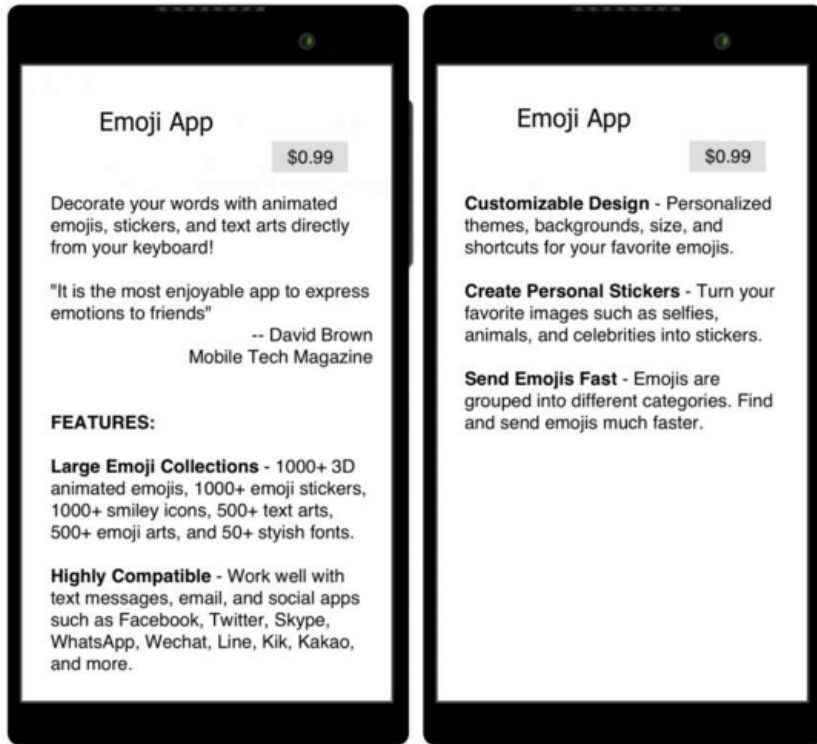 Emoji App
$0.99
Decorate your words with animated
emojis, stickers, and text arts directly
from your keyboard!
"It is the most enjoyable app to express
emotions to friends"
-- David Brown
Mobile Tech Magazine
FEATURES:
Large Emoji Collections - 1000+ 3D
animated emojis, 1000+ emoji stickers,
1000+ smiley icons, 500+ text arts,
500+ emoji arts, and 50+ styish fonts.
Highly Compatible - Work well with
text messages, email, and social apps
such as Facebook, Twitter, Skype,
WhatsApp, Wechat, Line, Kik, Kakao,
and more.
Emoji App
$0.99
Customizable Design - Personalized
themes, backgrounds, size, and
shortcuts for your favorite emojis.
Create Personal Stickers - Turn your
favorite images such as selfies,
animals, and celebrities into stickers.
Send Emojis Fast - Emojis are
grouped into different categories. Find
and send emojis much faster.